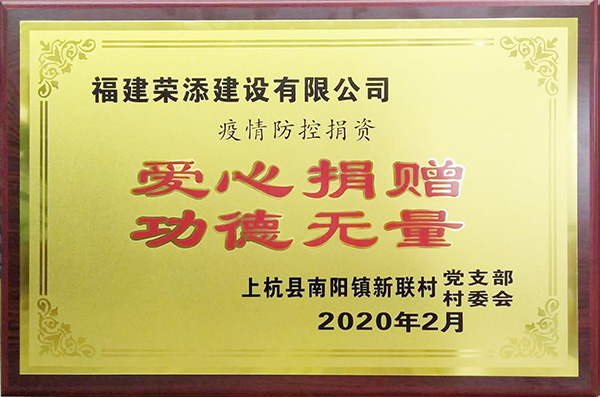 福建荣添建设有限公司
疫情防控捐资
爱心捐赠
功德无量
上杭县南阳镇新联村党支部
村委会
2020年2月